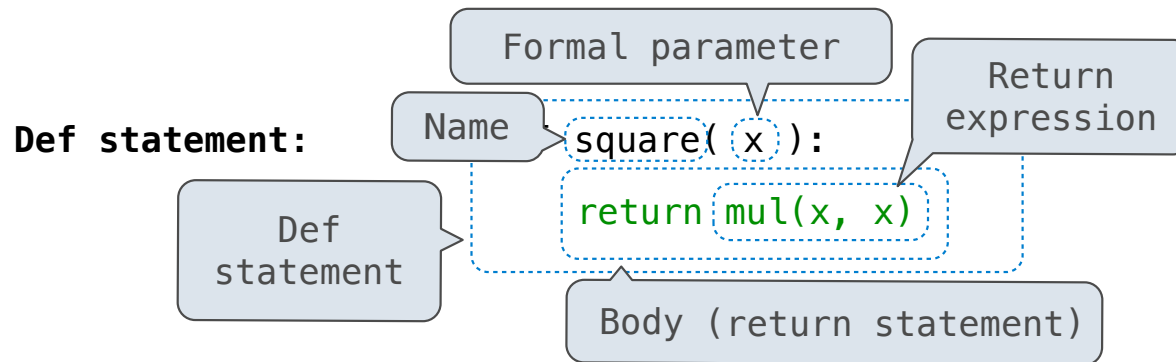 Formal parameter
Return
expression
Name
Def statement:
square( x ):
return mul(x, x)
Def
statement
Body (return statement)